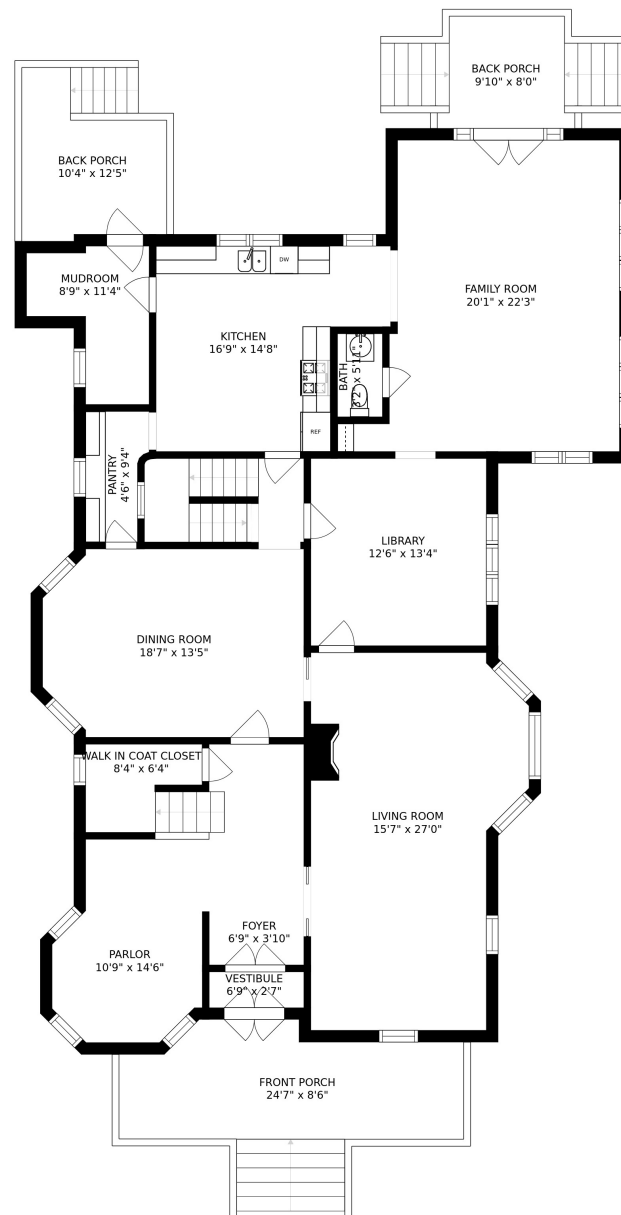 BACK PORCH
9'10" x 8'0"
BACK PORCH
10'4" x 12'5"
DW
MUDROOM
8'9" x 11'4"
FAMILY ROOM
20'1" x 22'3"
KITCHEN
16'9" x 14'8"
BATH
3'2" x 5'11"
REF
PANTRY
4'6" x 9'4"
LIBRARY
12'6" x 13'4"
DINING ROOM
18'7" x 13'5"
WALK IN COAT CLOSET
8'4" x 6'4"
LIVING ROOM
15'7" x 27'0"
FOYER
6'9" x 3'10"
PARLOR
10'9" x 14'6"
VESTIBULE
6'9" x 2'7"
FRONT PORCH
24'7" x 8'6"